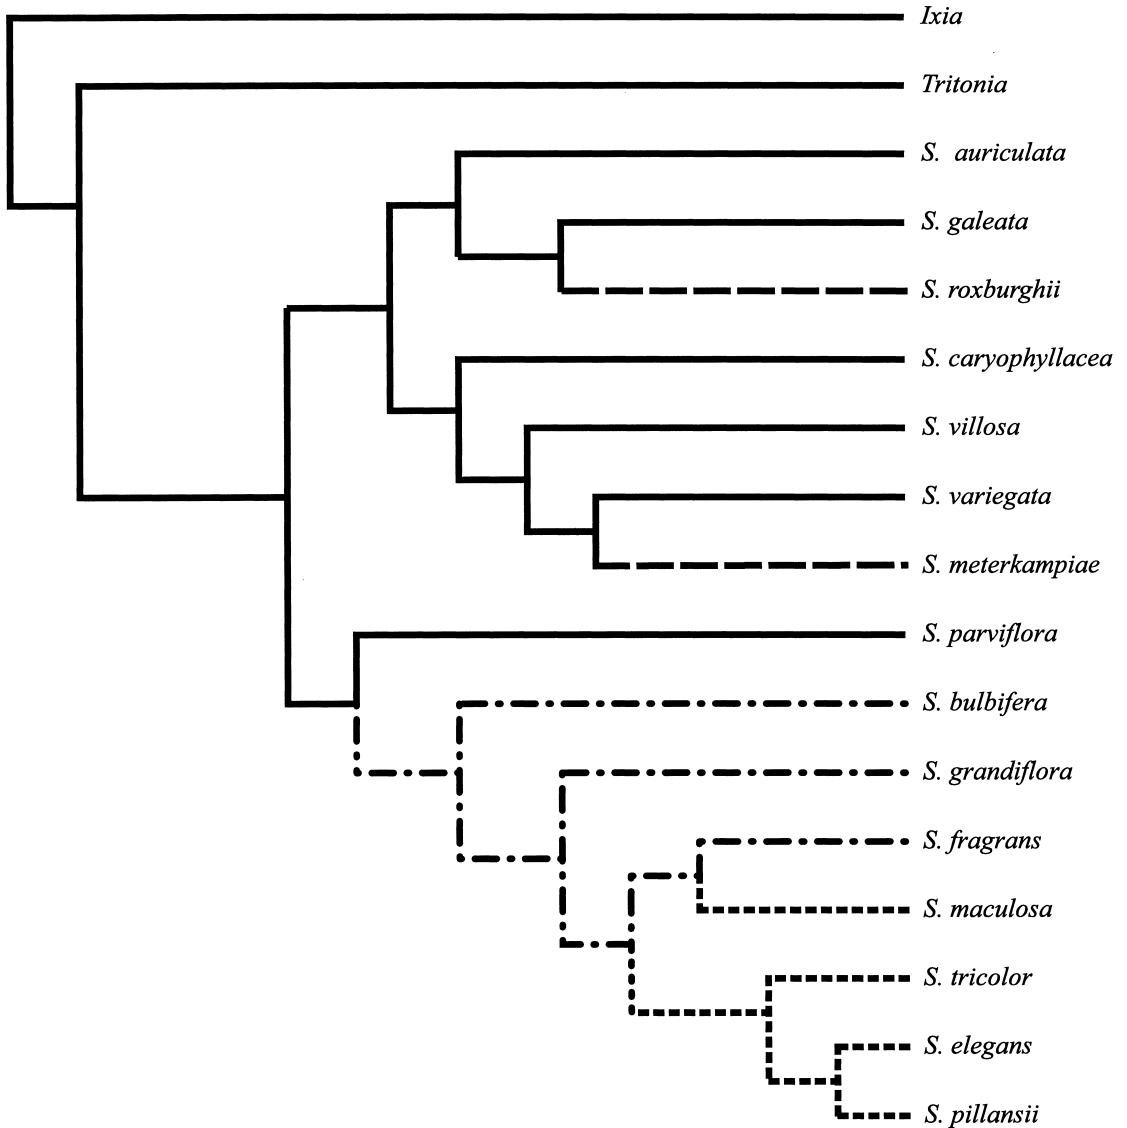 Ixia
Tritonia
S. auriculata
S. galeata
S. roxburghii
S. caryophyllacea
S. villosa
S. variegata
S. meterkampiae
S. parviflora
S. bulbifera
S. grandiflora
S. fragrans
S. maculosa
S. tricolor
S. elegans
S. pillansii